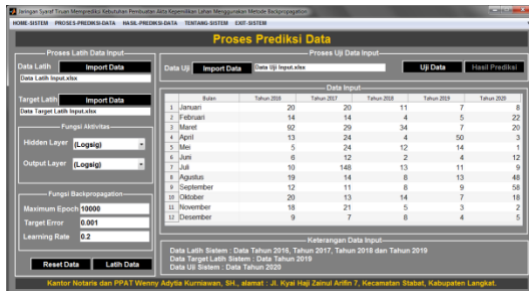 Jaringan Syaraf Tiruan Memprediksi Kebutuhan Pembuatan Akta Kepemilikan Lahan Menggunakan Metode Backpropagation
HOME-SISTEM PROSES-PREDIKSI-DATA HASIL-PREDIKSI-DATA TENTANG-SISTEM EXIT-SISTEM
Proses Prediksi Data
Proses Latih Data Input
Data Latih Import Data
Data Latih Input.xlsx
Target Latih Import Data
Data Target Latih Input.xlsx
Fungsi Aktivitas
Hidden Layer (Logsig)
Output Layer (Logsig)
Fungsi Backpropagation
Maximum Epoch 10000
Target Error 0.001
Learning Rate 0.2
Reset Data Latih Data
Proses Uji Data Input
Data Uji Import Data Data Uji Input.xlsx Uji Data Hasil Prediksi
Data Input
Bulan Tahun 2016 Tahun 2017 Tahun 2018 Tahun 2019 Tahun 2020
1 Januari 20 20 11 7 8
2 Februari 14 14 4 5 22
3 Maret 92 29 34 7 20
4 April 13 24 4 50 3
5 Mei 5 24 12 14 1
6 Juni 6 12 2 4 12
7 Juli 10 148 13 11 9
8 Agustus 19 14 8 13 48
9 September 12 11 8 9 58
10 Oktober 20 13 14 7 18
11 November 18 21 5 3 2
12 Desember 9 7 8 4 5
Keterangan Data Input
Data Latih Sistem : Data Tahun 2016, Tahun 2017, Tahun 2018 dan Tahun 2019
Data Target Latih Sistem : Data Tahun 2019
Data Uji Sistem : Data Tahun 2020
Kantor Notaris dan PPAT Wenny Adytia Kurniawan, SH., alamat : Jl. Kyai Haji Zainul Arifin 7, Kecamatan Stabat, Kabupaten Langkat.